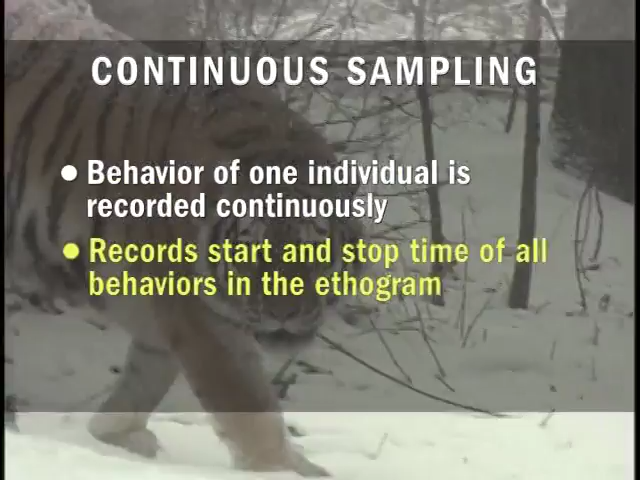 CONTINUOUS SAMPLING
• Behavior of one individual is
recorded continuously
• Records start and stop time of all
behaviors in the ethogram